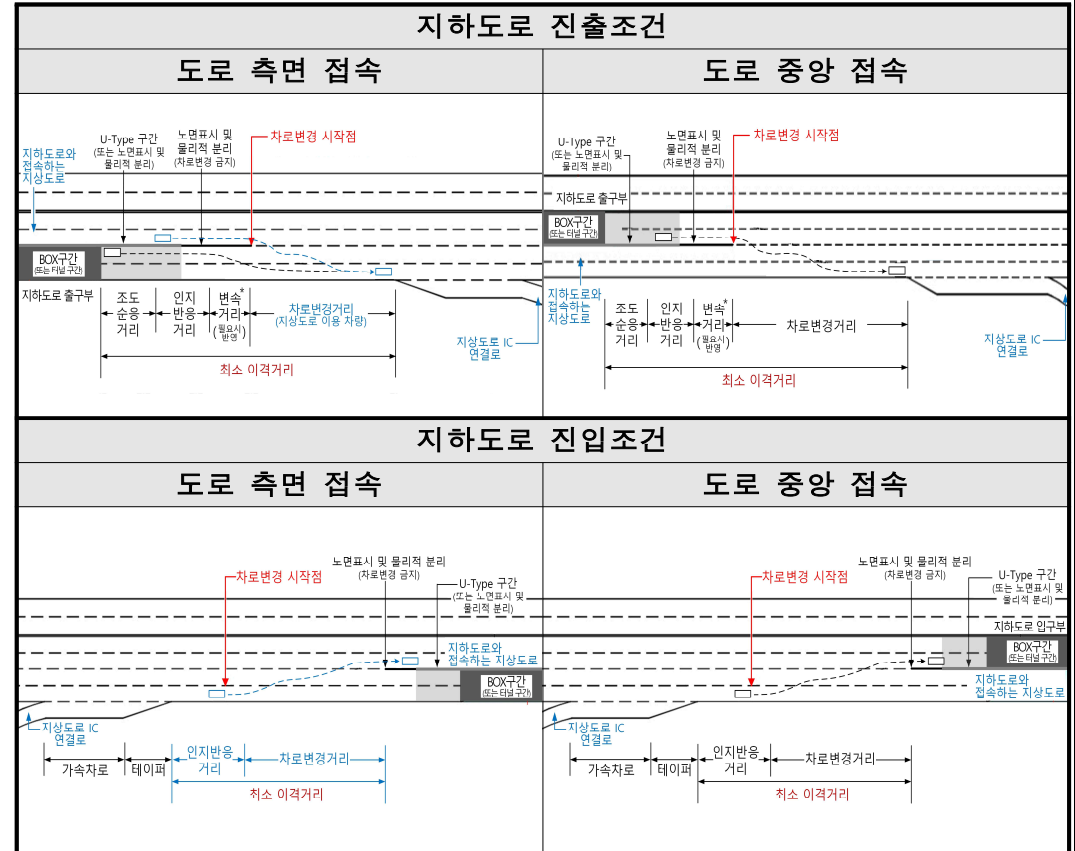 지하도로 진출조건
도로 측면 접속
도로 중앙 접속
지하도로와
접속하는
지상도로
U-Type 구간
(또는 노면표시 및
물리적 분리)
노면표시 및
물리적 분리
(차로변경 금지)
차로변경 시작점
BOX구간
(또는 터널 구간)
지하도로 출구부
조도
순응
거리
인지
반응
거리
변속*
거리
(필요시
반영)
차로변경거리
(지상도로 이용 차량)
최소 이격거리
지상도로 IC
연결로
U-Type 구간
(또는 노면표시 및
물리적 분리)
노면표시 및
물리적 분리
(차로변경 금지)
차로변경 시작점
지하도로 출구부
BOX구간
(또는 터널 구간)
지하도로와
접속하는
지상도로
조도
순응
거리
인지
반응
거리
변속*
거리
(필요시
반영)
차로변경거리
최소 이격거리
지상도로 IC
연결로
지하도로 진입조건
도로 측면 접속
도로 중앙 접속
차로변경 시작점
노면표시 및 물리적 분리
(차로변경 금지)
U-Type 구간
(또는 노면표시 및
물리적 분리)
지하도로와
접속하는 지상도로
BOX구간
(또는 터널 구간)
지상도로 IC
연결로
가속차로
테이퍼
인지반응
거리
차로변경거리
최소 이격거리
차로변경 시작점
노면표시 및 물리적 분리
(차로변경 금지)
U-Type 구간
(또는 노면표시 및
물리적 분리)
지하도로 입구부
BOX구간
(또는 터널 구간)
지하도로와
접속하는 지상도로
지상도로 IC
연결로
가속차로
테이퍼
인지반응
거리
차로변경거리
최소 이격거리